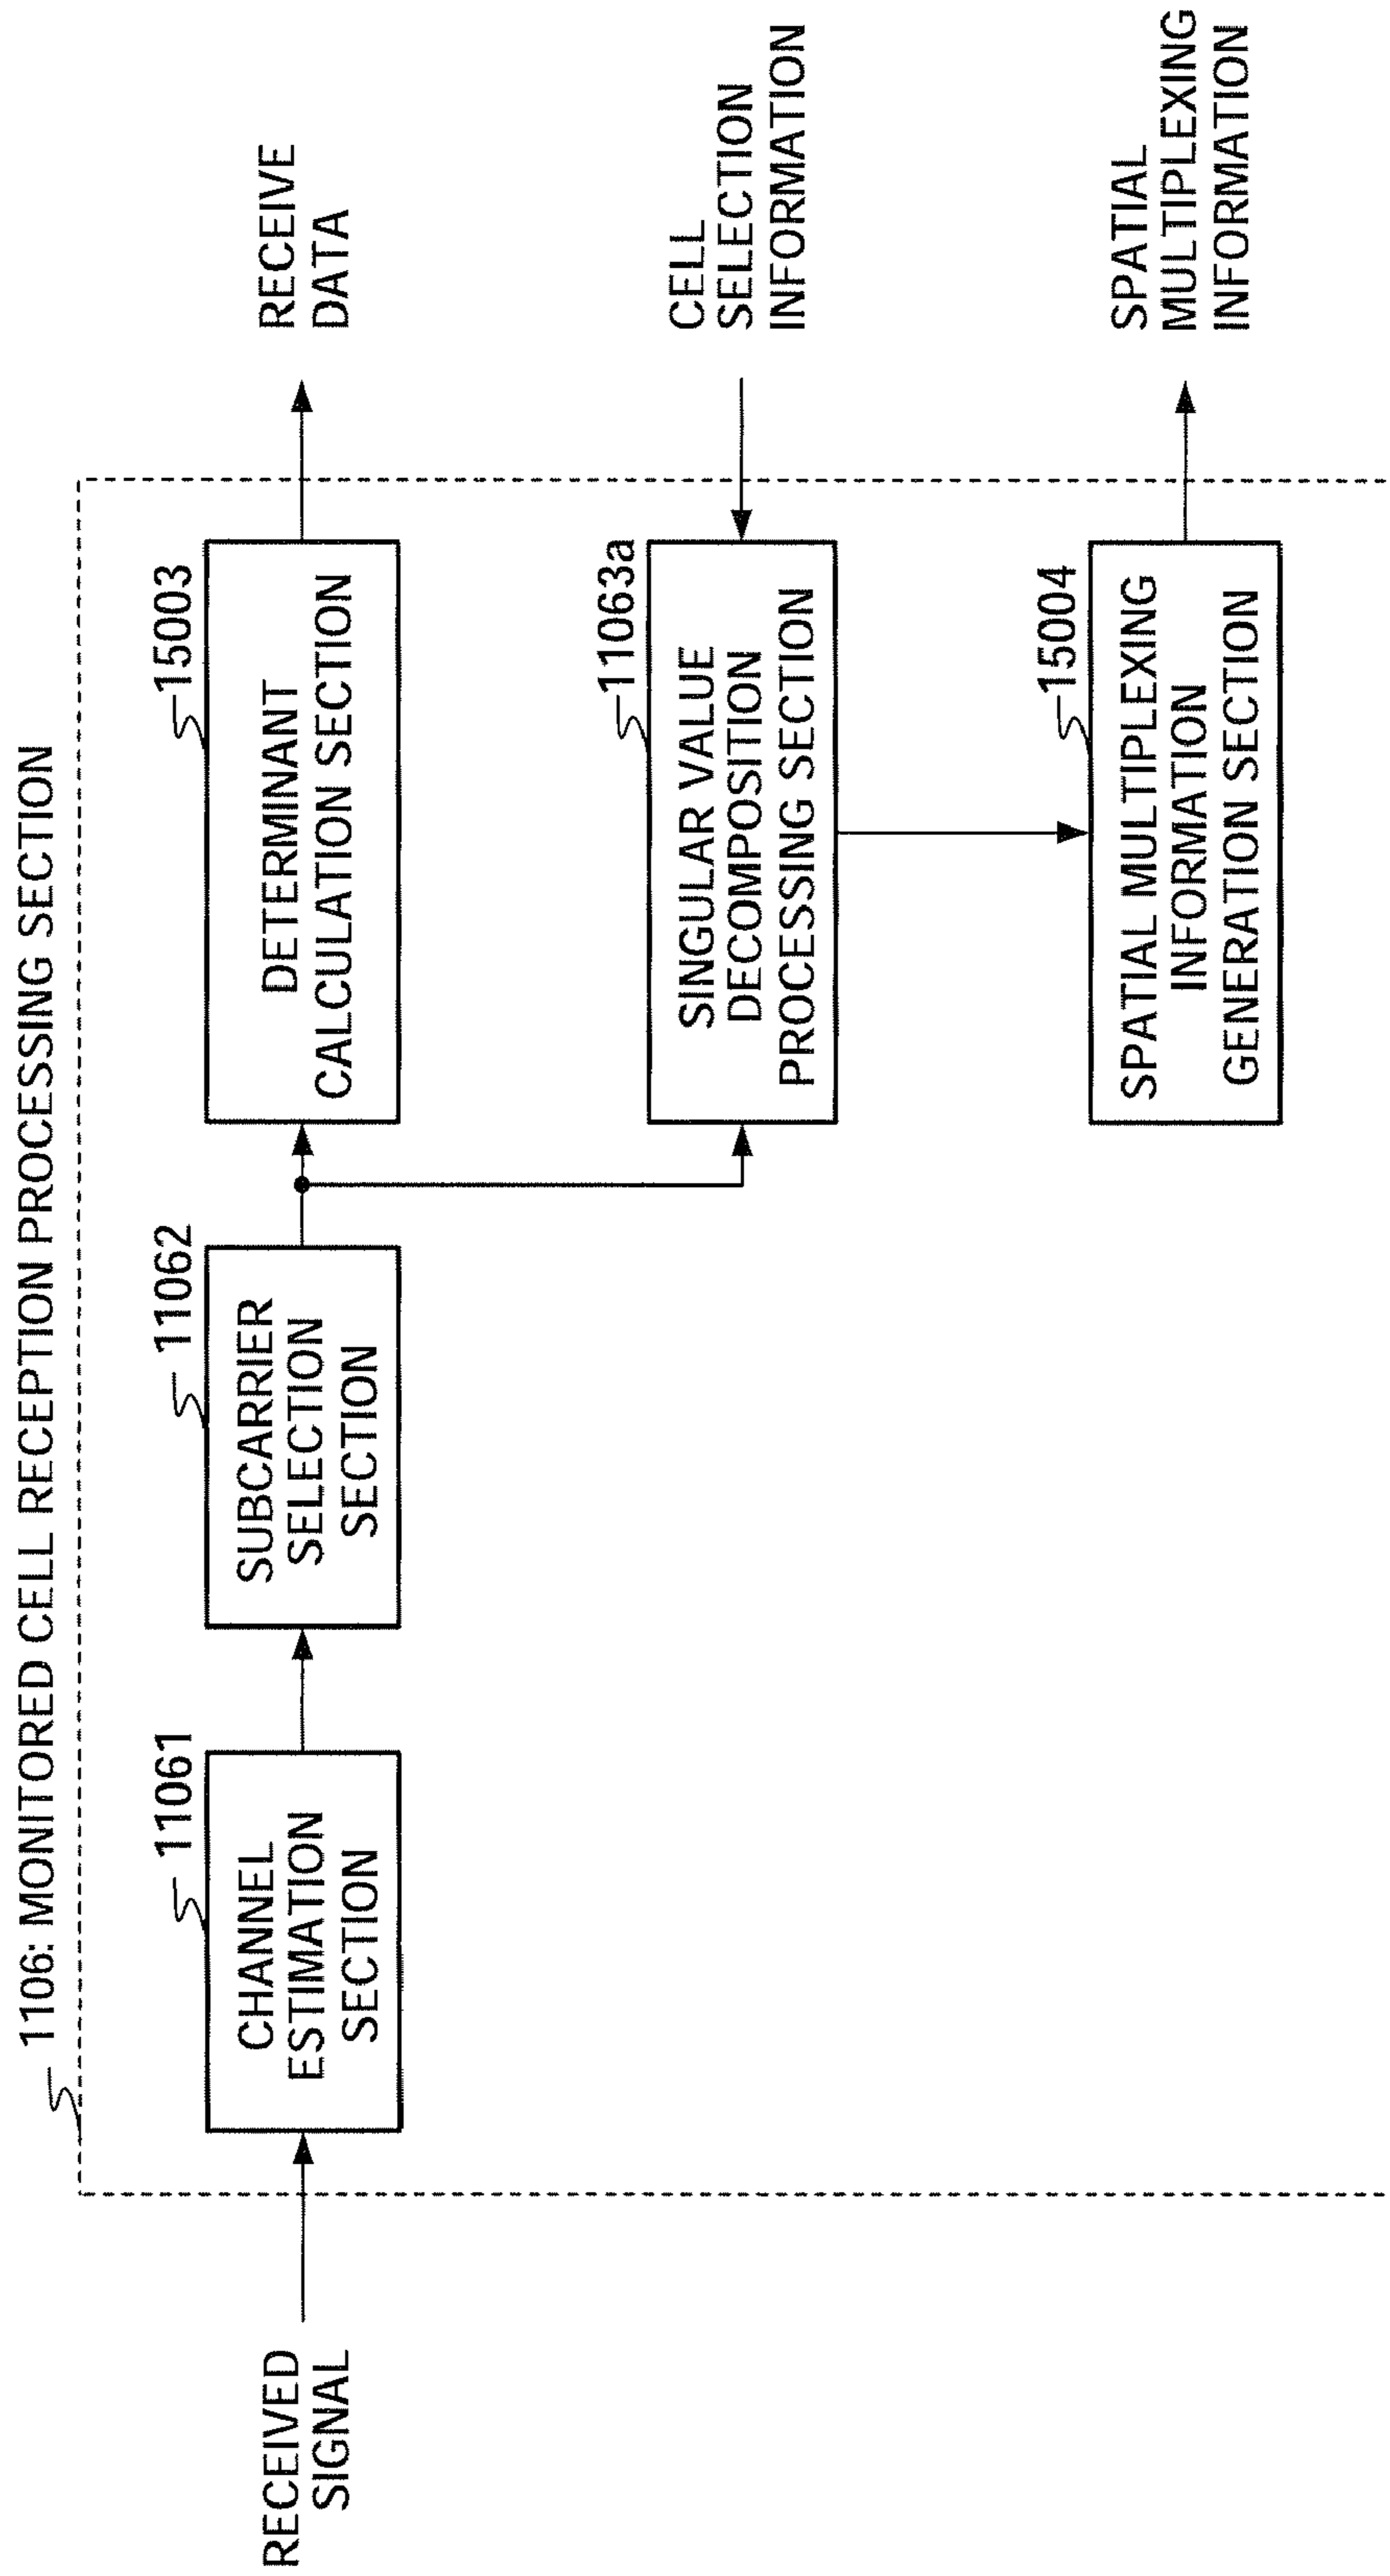 1106: MONITORED CELL RECEPTION PROCESSING SECTION
RECEIVED
SIGNAL
11061
CHANNEL
ESTIMATION
SECTION
11062
SUBCARRIER
SELECTION
SECTION
15003
DETERMINANT
CALCULATION SECTION
RECEIVE
DATA
11063a
SINGULAR VALUE
DECOMPOSITION
PROCESSING SECTION
CELL
SELECTION
INFORMATION
15004
SPATIAL MULTIPLEXING
INFORMATION
GENERATION SECTION
SPATIAL
MULTIPLEXING
INFORMATION